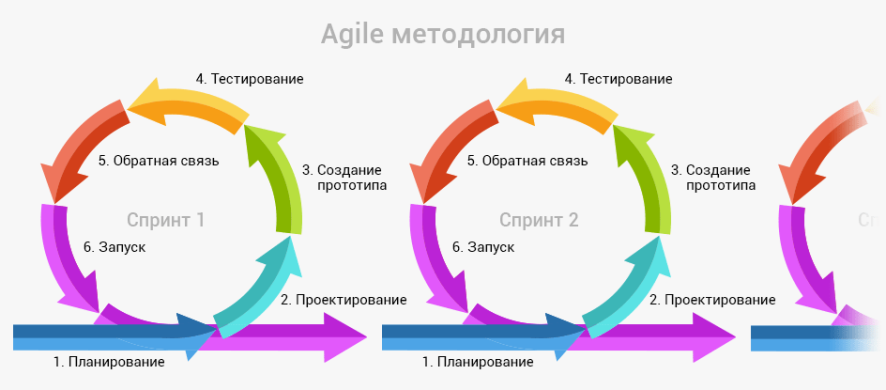 Agile методология
4. Тестирование
5. Обратная связь
3. Создание
прототипа
Спринт 1
6. Запуск
2. Проектирование
1. Планирование
4. Тестирование
5. Обратная связь
3. Создание
прототипа
Спринт 2
6. Запуск
2. Проектирование
1. Планирование